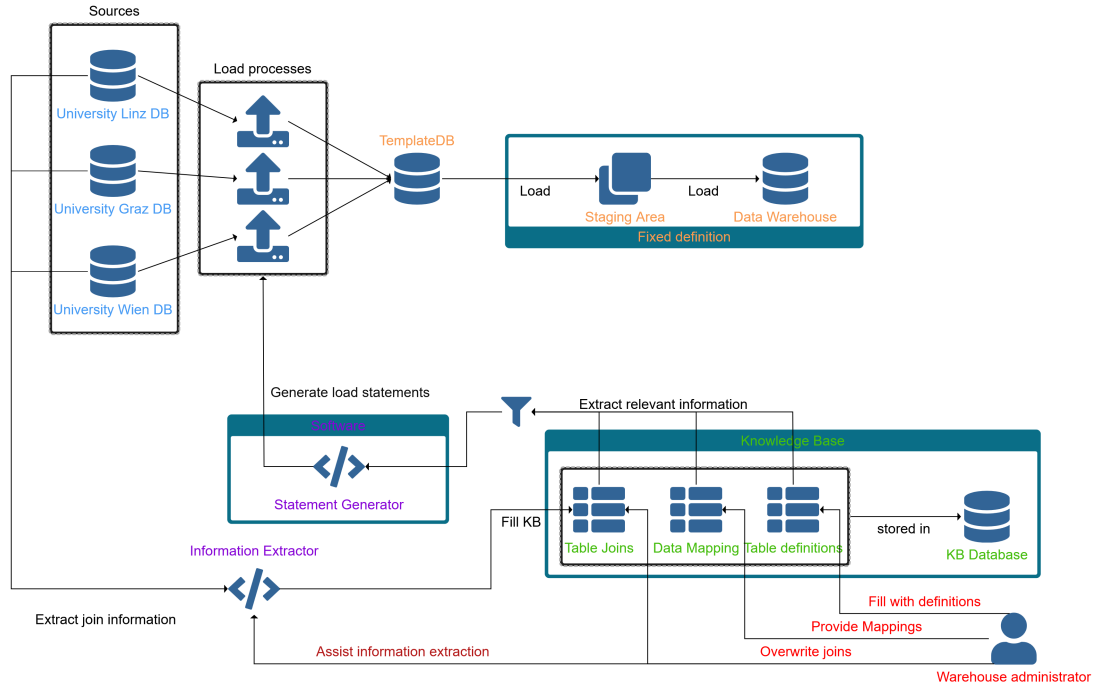 Sources
Load processes
University Linz DB
TemplateDB
University Graz DB
Load
Load
Staging Area
Data Warehouse
Fixed definition
University Wien DB
Generate load statements
Extract relevant information
Software
Knowledge Base
Statement Generator
Fill KB
stored in
Table Joins
Data Mapping
Table definitions
KB Database
Information Extractor
Extract join information
Fill with definitions
Provide Mappings
Assist information extraction
Overwrite joins
Warehouse administrator